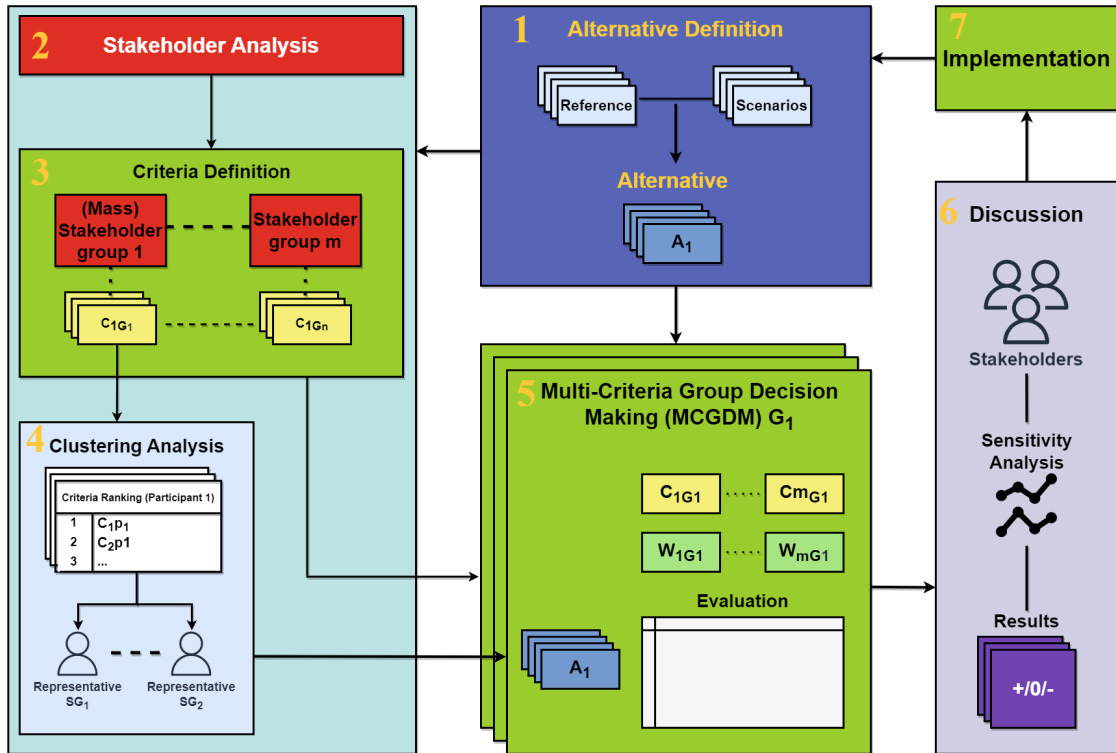 2
Stakeholder Analysis
3
Criteria Definition
(Mass)
Stakeholder
group 1
Stakeholder
group m
C1G1
C1Gn
4
Clustering Analysis
Criteria Ranking (Participant 1)
1 C1p1
2 C2p1
3 ...
Representative
SG1
Representative
SG2
1
Alternative Definition
Reference
Scenarios
Alternative
A1
5
Multi-Criteria Group Decision
Making (MCGDM) G1
C1G1
CmG1
W1G1
WmG1
Evaluation
A1
7
Implementation
6
Discussion
Stakeholders
Sensitivity
Analysis
Results
+/0/-